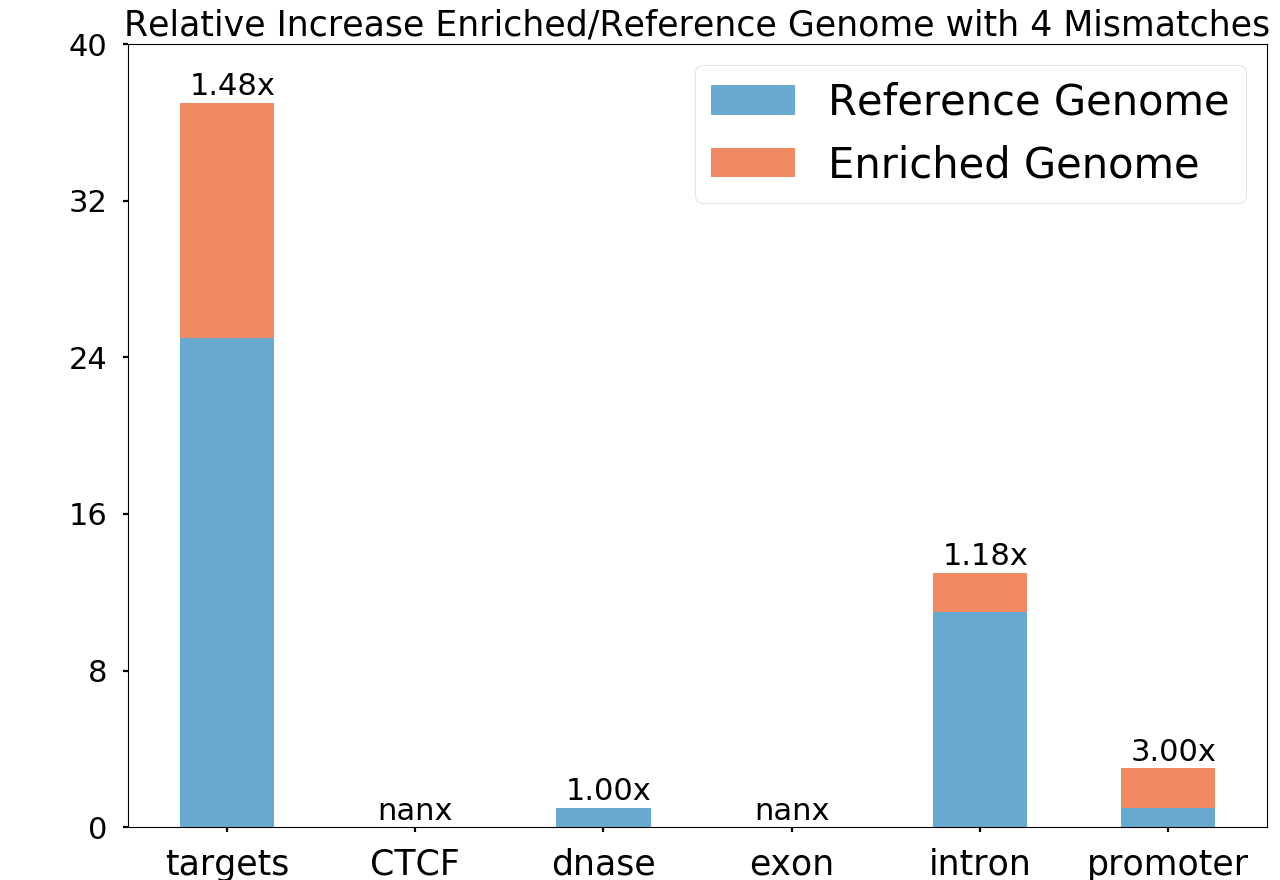 Relative Increase Enriched/Reference Genome with 4 Mismatches
40
32
24
16
8
0
1.48x
nanx
1.00x
nanx
1.18x
3.00x
Reference Genome
Enriched Genome
targets
CTCF
dnase
exon
intron
promoter